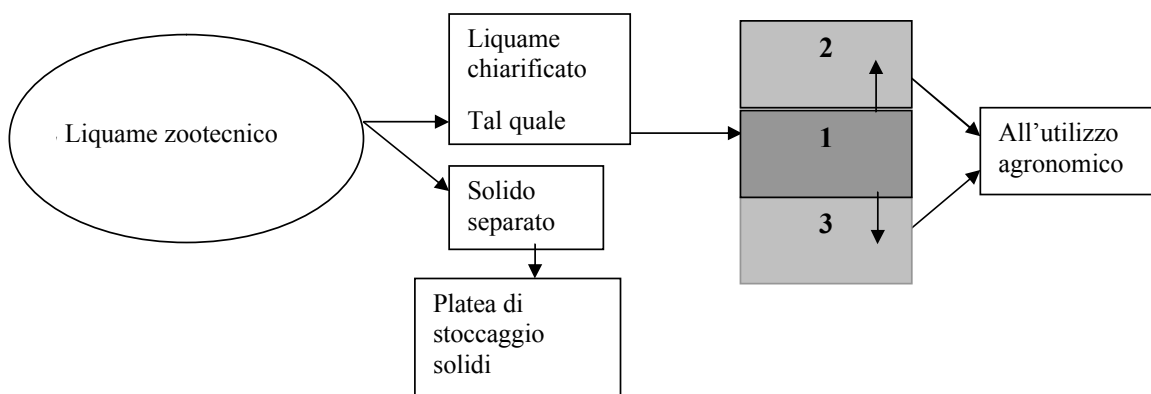 Liquame zootecnico
Liquame
chiarificato
Tal quale
Solido
separato
Platea di
stoccaggio
solidi
2
1
3
All’utilizzo
agronomico